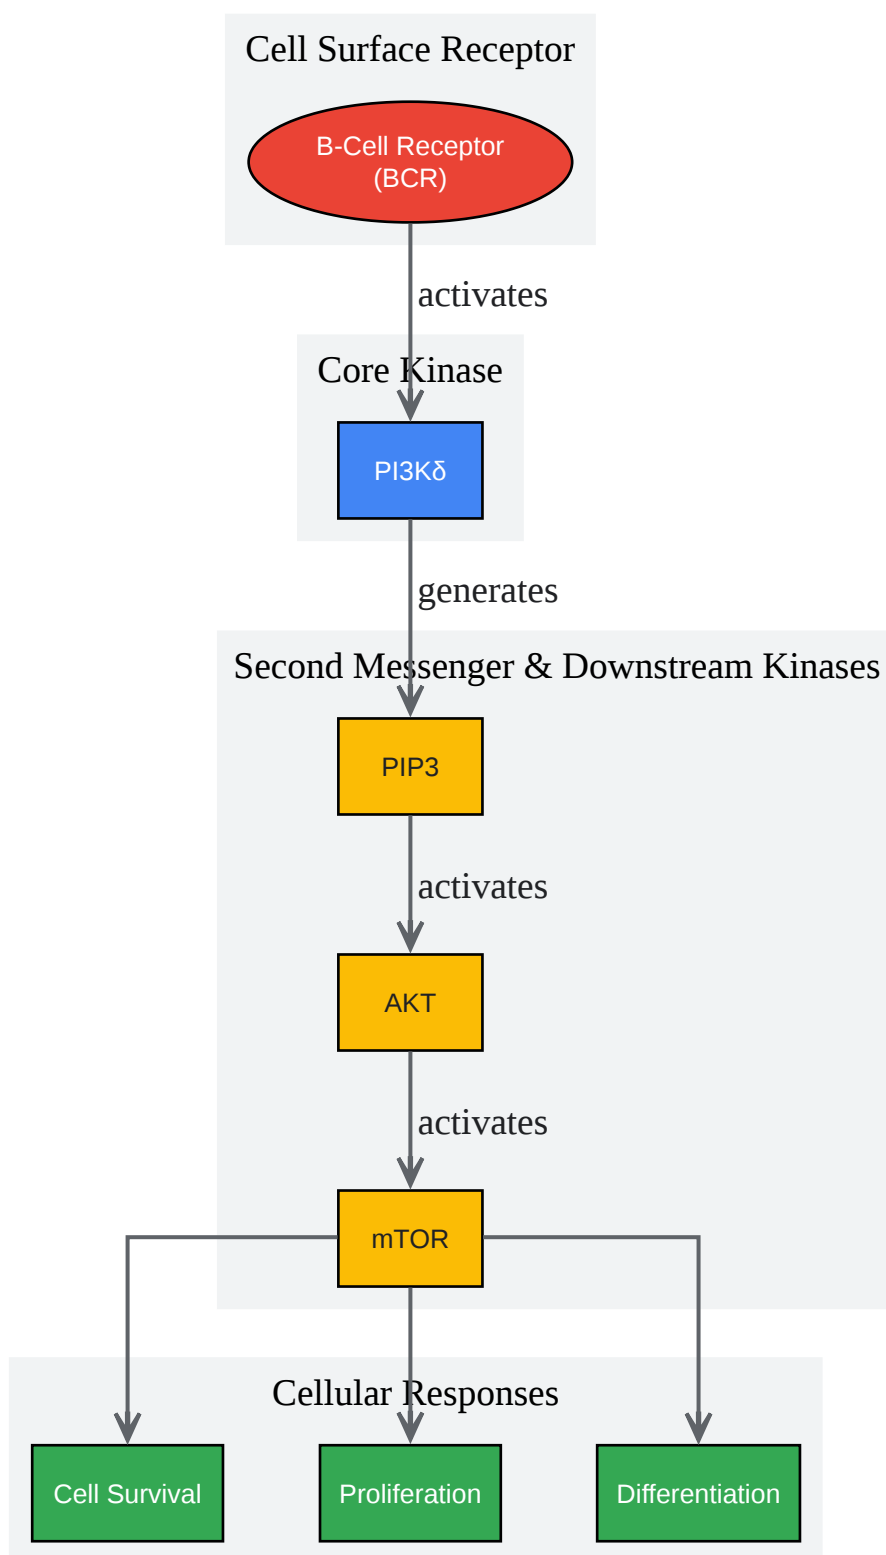 Cell Surface Receptor
B-Cell Receptor
(BCR)
activates
Core Kinase
PI3Kδ
generates
Second Messenger & Downstream Kinases
PIP3
activates
AKT
activates
mTOR
Cellular Responses
Cell Survival
Proliferation
Differentiation